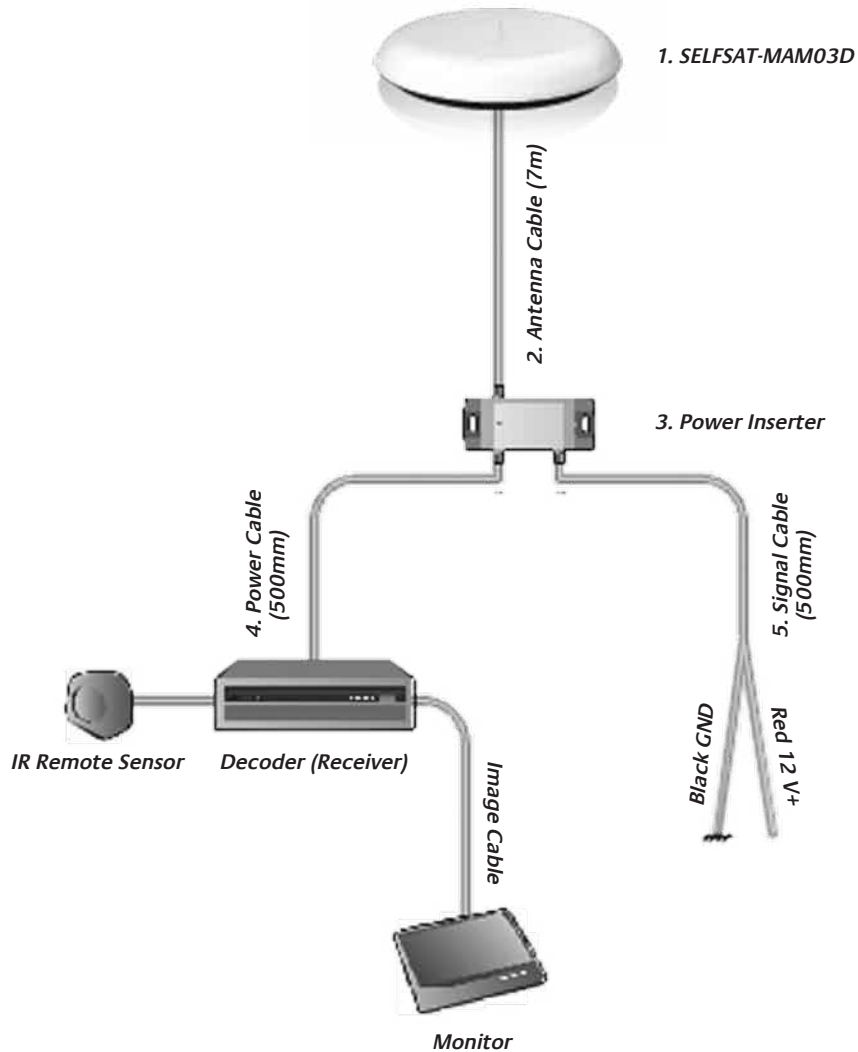 1. SELFSAT-MAM03D
2. Antenna Cable (7m)
3. Power Inserter
4. Power Cable
(500mm)
5. Signal Cable
(500mm)
IR Remote Sensor
Decoder (Receiver)
Image Cable
Black GND
Red 12 V+
Monitor